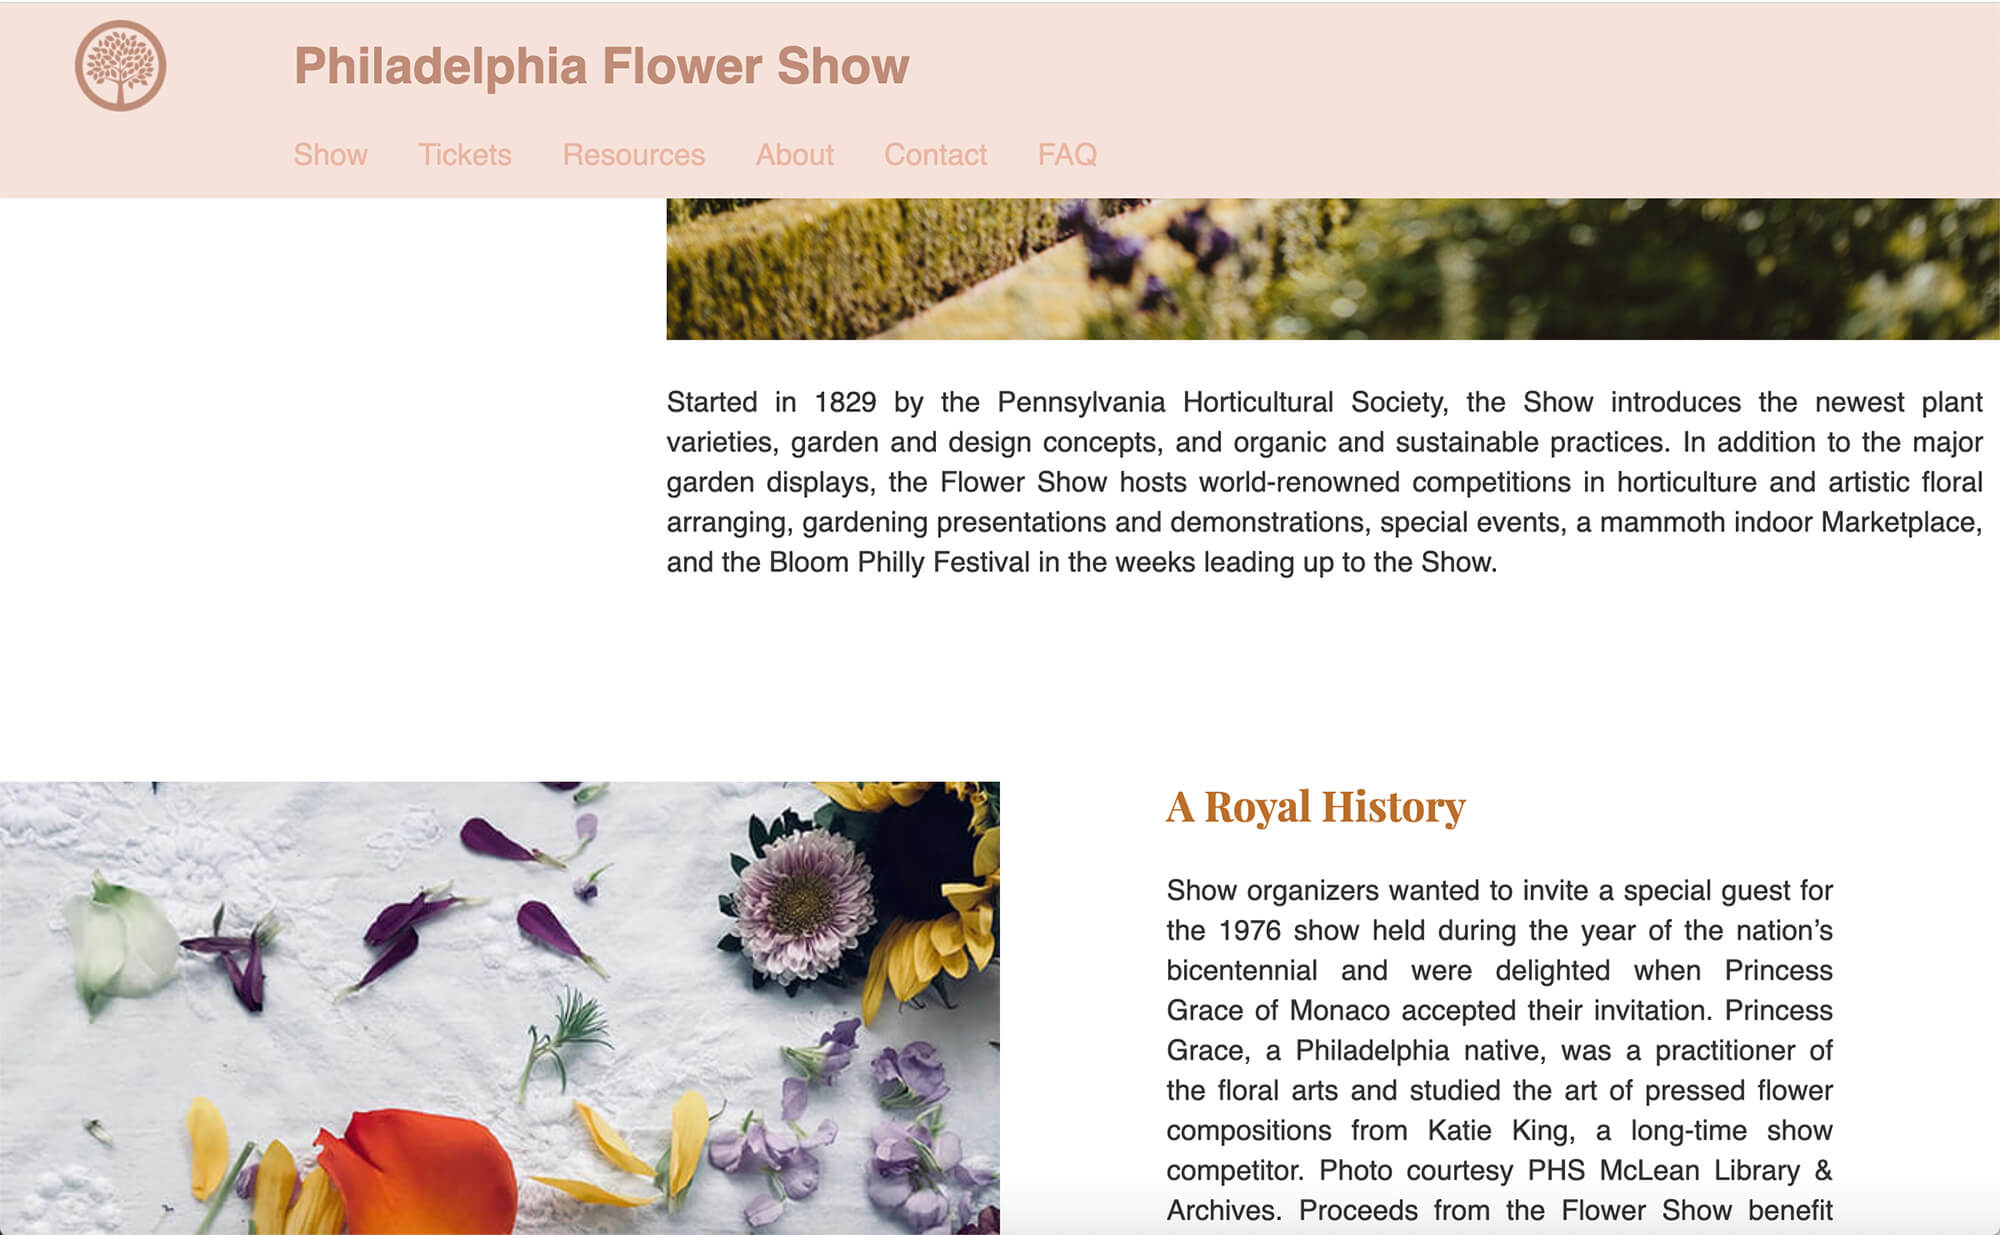 Philadelphia Flower Show
Show Tickets Resources About Contact FAQ
Started in 1829 by the Pennsylvania Horticultural Society, the Show introduces the newest plant
varieties, garden and design concepts, and organic and sustainable practices. In addition to the major
garden displays, the Flower Show hosts world-renowned competitions in horticulture and artistic floral
arranging, gardening presentations and demonstrations, special events, a mammoth indoor Marketplace,
and the Bloom Philly Festival in the weeks leading up to the Show.
A Royal History
Show organizers wanted to invite a special guest for
the 1976 show held during the year of the nation’s
bicentennial and were delighted when Princess
Grace of Monaco accepted their invitation. Princess
Grace, a Philadelphia native, was a practitioner of
the floral arts and studied the art of pressed flower
compositions from Katie King, a long-time show
competitor. Photo courtesy PHS McLean Library &
Archives. Proceeds from the Flower Show benefit